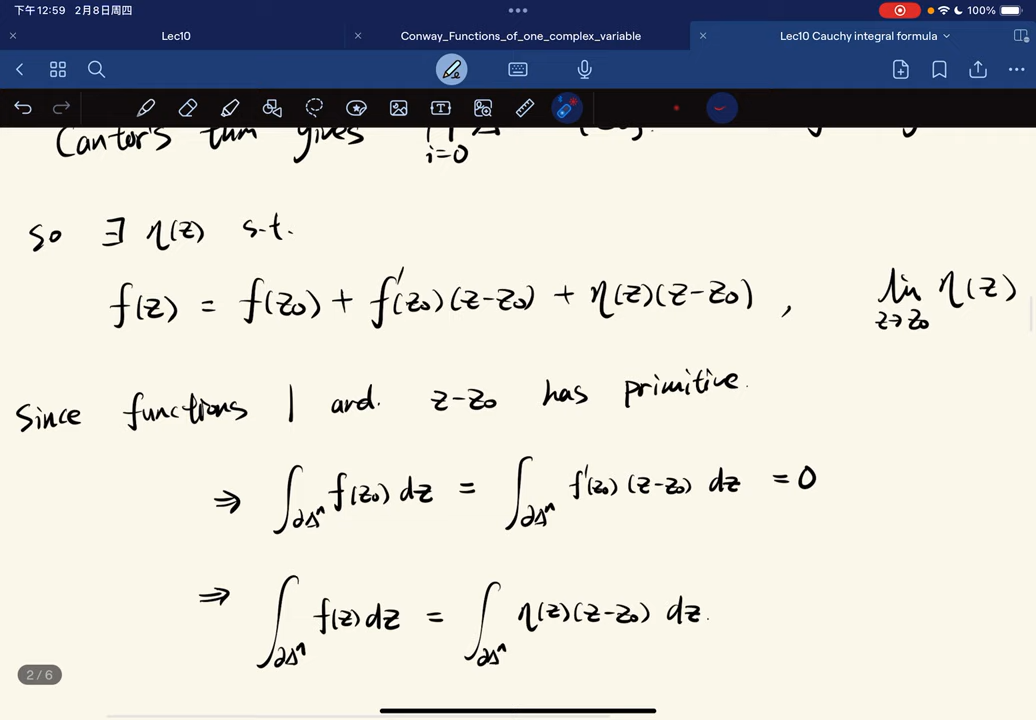 下午12:59 2月8日周四
100%
Lec10
Conway_Functions_of_one_complex_variable
Lec10 Cauchy integral formula
Cantor's thm gives ⋂ i=0
so ∃ η(z) s.t.
f(z) = f(z₀) + f'(z₀)(z-z₀) + η(z)(z-z₀) , lim z→z₀ η(z)
Since functions 1 and. z-z₀ has primitive.
⇒ ∫_{∂Δⁿ} f(z₀) dz = ∫_{∂Δⁿ} f'(z₀)(z-z₀) dz = 0
⇒ ∫_{∂Δⁿ} f(z) dz = ∫_{∂Δⁿ} η(z)(z-z₀) dz.
2/6